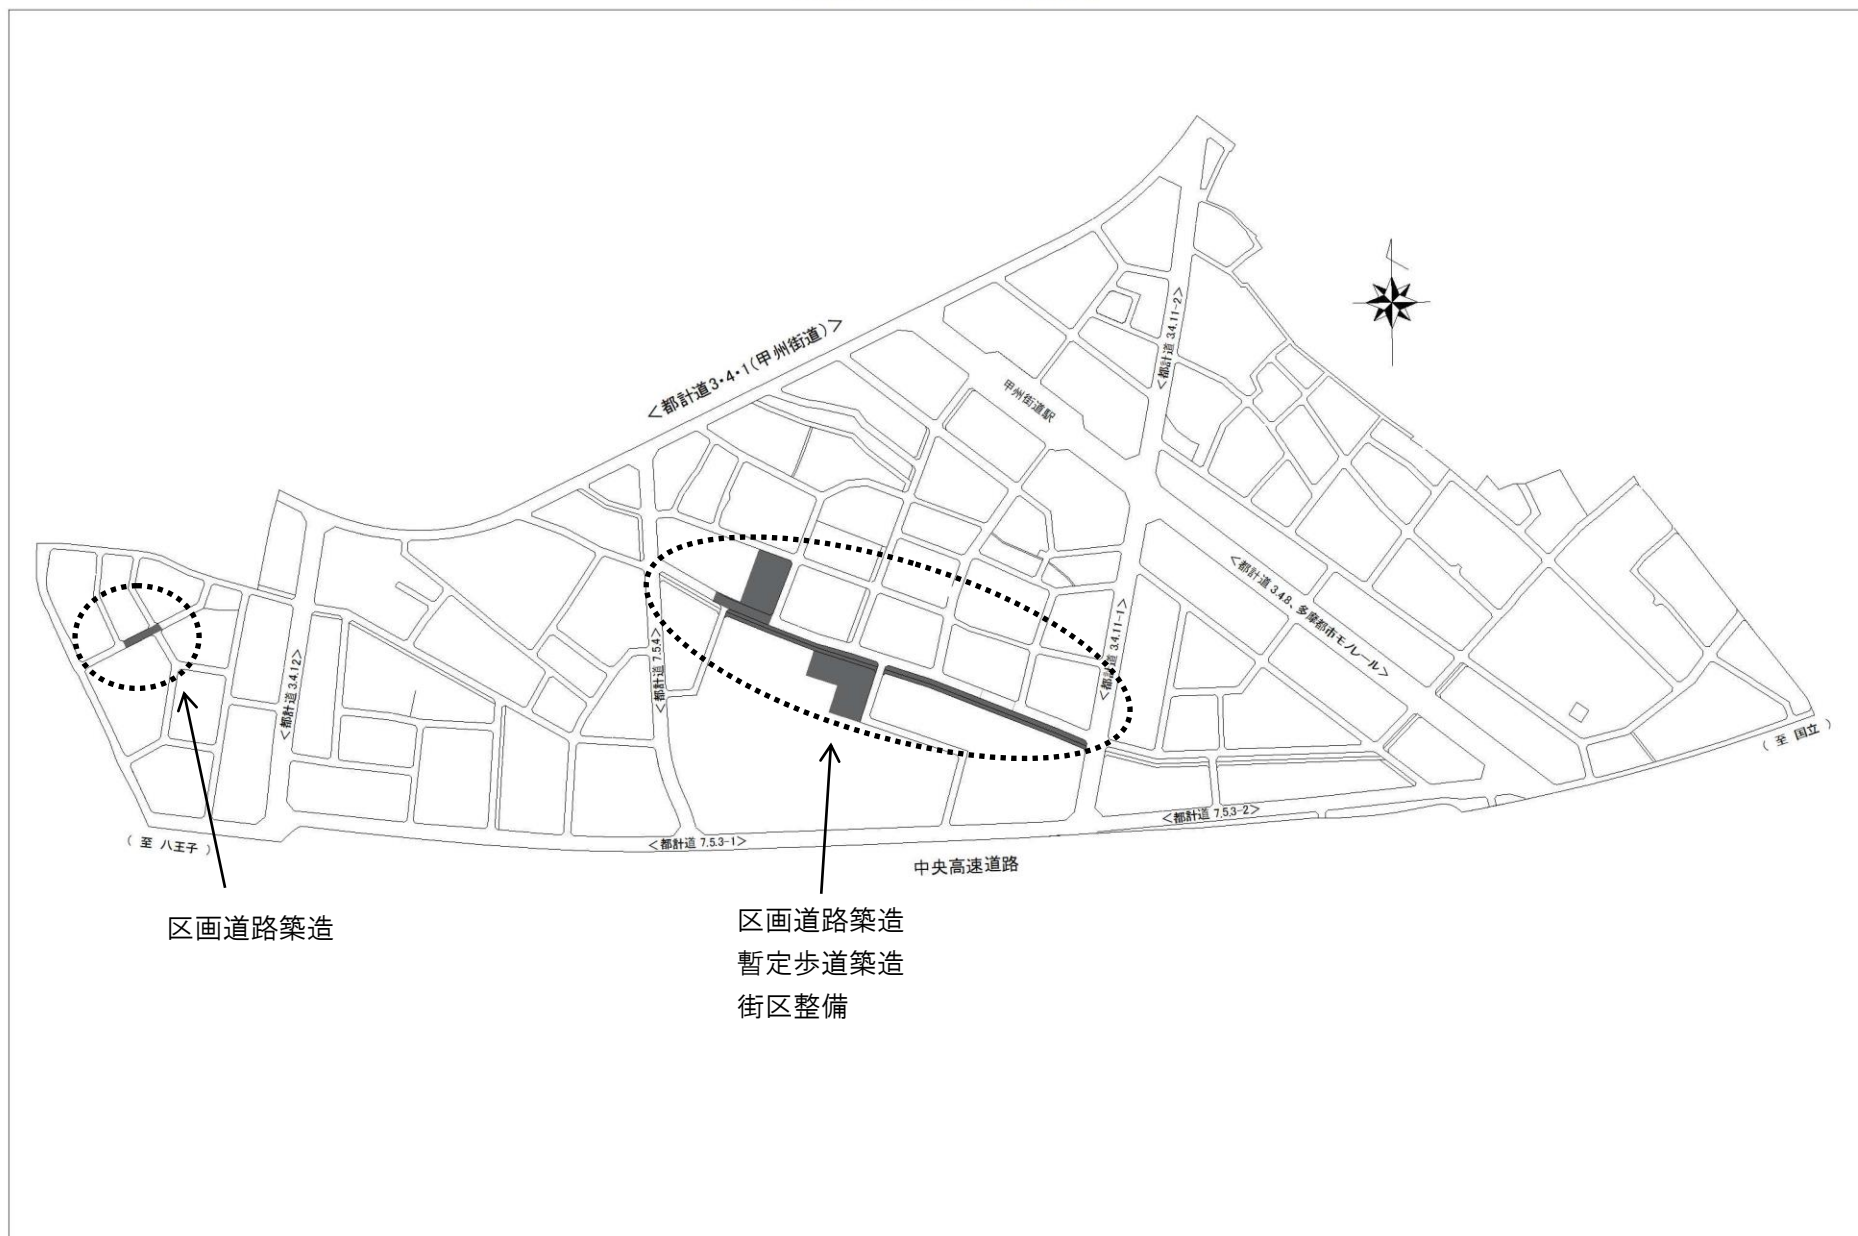 <都計道3・4・1(甲州街道)>
<都計道 3.4.11-2>
甲州街道駅
<都計道 3.4.8、多摩都市モノレール>
<都計道 3.4.11-1>
<都計道 7.5.4>
<都計道 3.4.12>
( 至 国立 )
<都計道 7.5.3-2>
<都計道 7.5.3-1>
( 至 八王子 )
中央高速道路
区画道路築造
区画道路築造
暫定歩道築造
街区整備